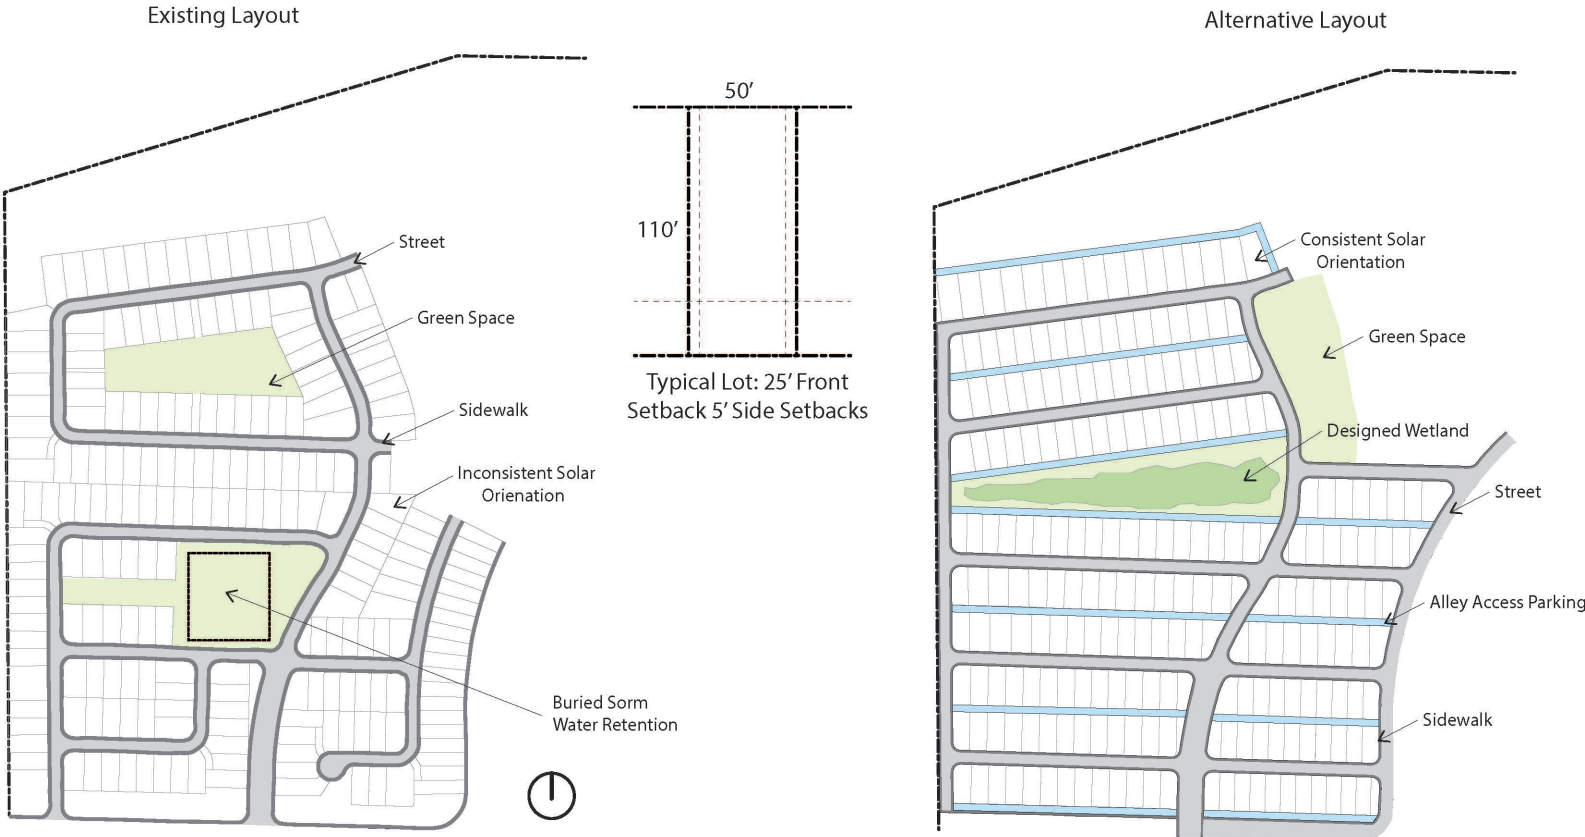 Existing Layout
Street
Green Space
Sidewalk
Inconsistent Solar
Orienation
Buried Sorm
Water Retention
50′
110′
Typical Lot: 25′ Front
Setback 5′ Side Setbacks
Alternative Layout
Consistent Solar
Orientation
Green Space
Designed Wetland
Street
Alley Access Parking
Sidewalk